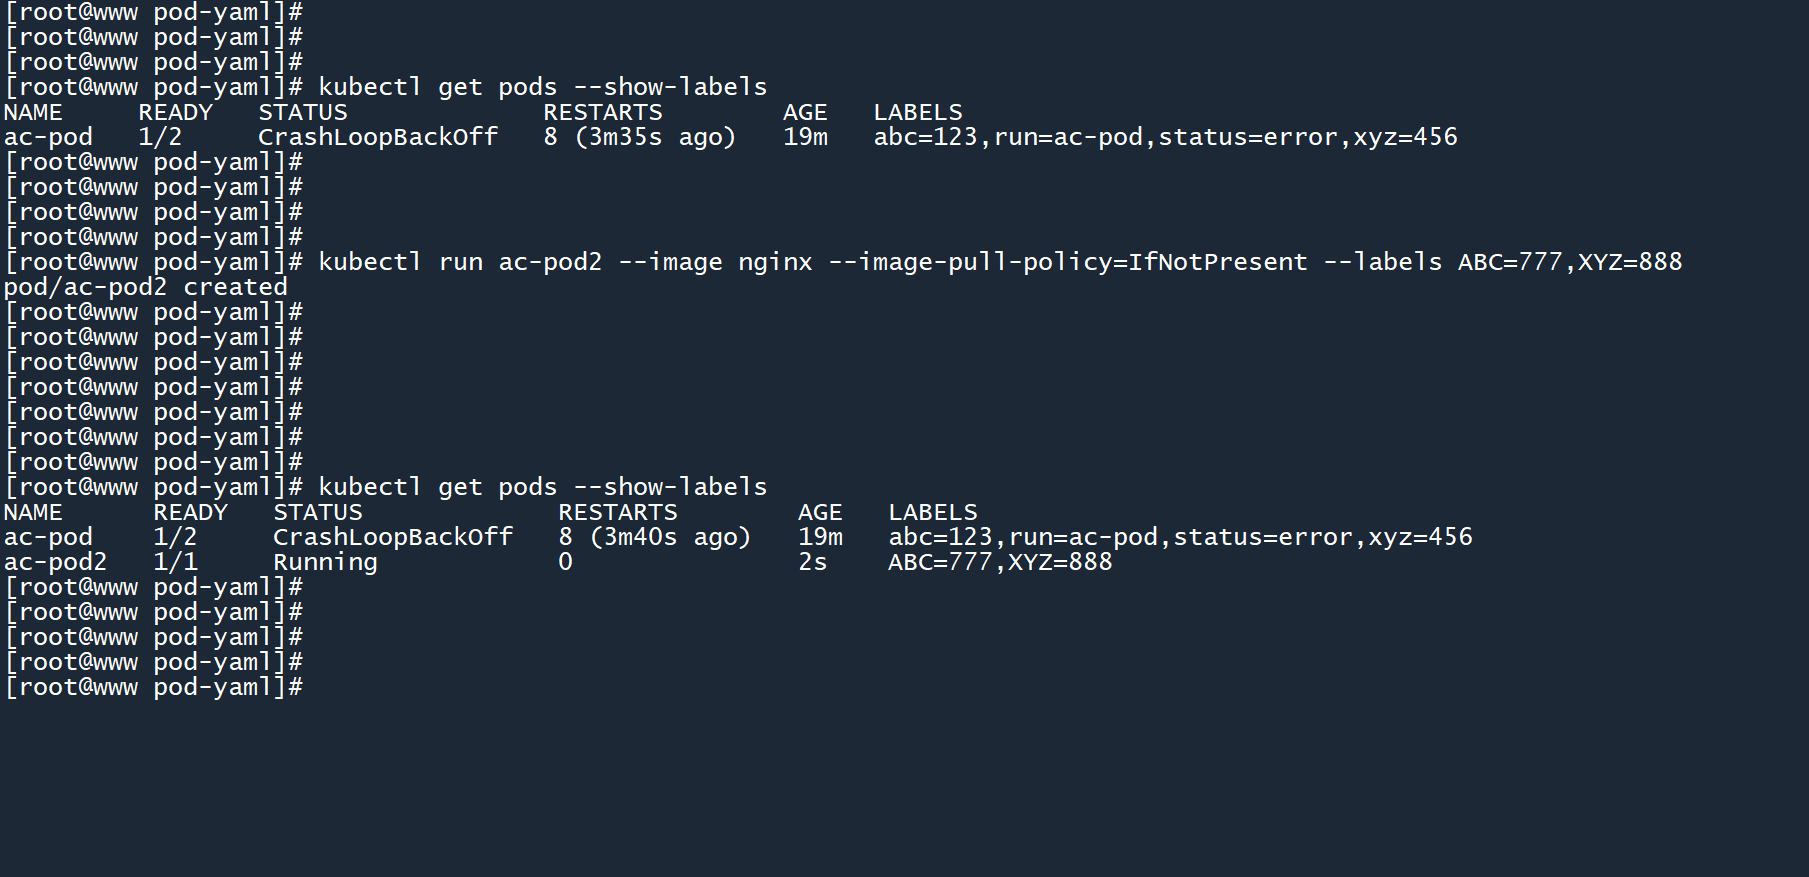 [root@www pod-yaml]#
[root@www pod-yaml]#
[root@www pod-yaml]#
[root@www pod-yaml]# kubectl get pods --show-labels
NAME     READY   STATUS             RESTARTS        AGE   LABELS
ac-pod   1/2     CrashLoopBackOff   8 (3m35s ago)   19m   abc=123,run=ac-pod,status=error,xyz=456
[root@www pod-yaml]#
[root@www pod-yaml]#
[root@www pod-yaml]#
[root@www pod-yaml]#
[root@www pod-yaml]# kubectl run ac-pod2 --image nginx --image-pull-policy=IfNotPresent --labels ABC=777,XYZ=888
pod/ac-pod2 created
[root@www pod-yaml]#
[root@www pod-yaml]#
[root@www pod-yaml]#
[root@www pod-yaml]#
[root@www pod-yaml]#
[root@www pod-yaml]#
[root@www pod-yaml]#
[root@www pod-yaml]# kubectl get pods --show-labels
NAME      READY   STATUS             RESTARTS        AGE   LABELS
ac-pod    1/2     CrashLoopBackOff   8 (3m40s ago)   19m   abc=123,run=ac-pod,status=error,xyz=456
ac-pod2   1/1     Running            0               2s    ABC=777,XYZ=888
[root@www pod-yaml]#
[root@www pod-yaml]#
[root@www pod-yaml]#
[root@www pod-yaml]#
[root@www pod-yaml]#